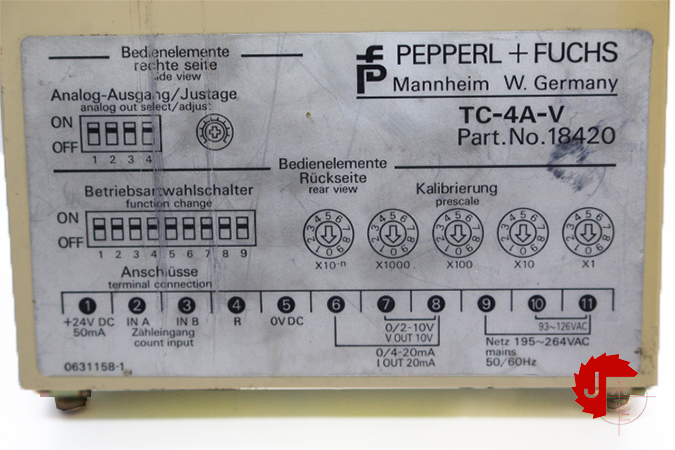 Bedienelemente
rechte seite
side view
Analog-Ausgang/Justage
analog out select/adjust
ON
OFF
1 2 3 4
fP PEPPERL + FUCHS
Mannheim W. Germany
TC-4A-V
Part.No.18420
Bedienelemente
Rückseite
rear view
Betriebsartwahlschalter
function change
Kalibrierung
prescale
ON
OFF
1 2 3 4 5 6 7 8 9
X10-n X1000 X100 X10 X1
Anschlüsse
terminal connection
1 2 3 4 5 6 7 8 9 10 11
+24V DC IN A IN B R 0V DC
50mA
Zähleingang
count input
0/2-10V
V OUT 10V
0/4-20mA
I OUT 20mA
93~126VAC
Netz 195~264VAC
mains
50/60Hz
0631158-1
J